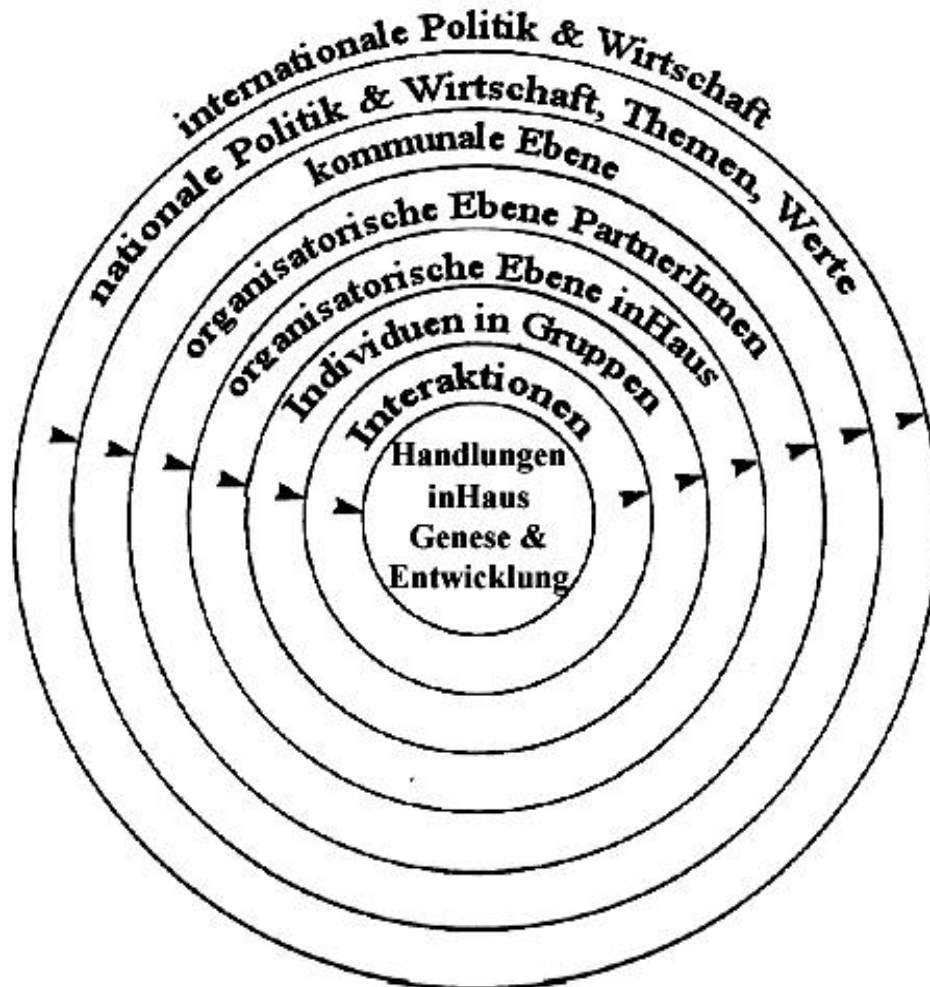 internationale Politik & Wirtschaft
nationale Politik & Wirtschaft, Themen, Werte
kommunale Ebene
organisatorische Ebene PartnerInnen
organisatorische Ebene inHaus
Individuen in Gruppen
Interaktionen
Handlungen
inHaus
Genese &
Entwicklung